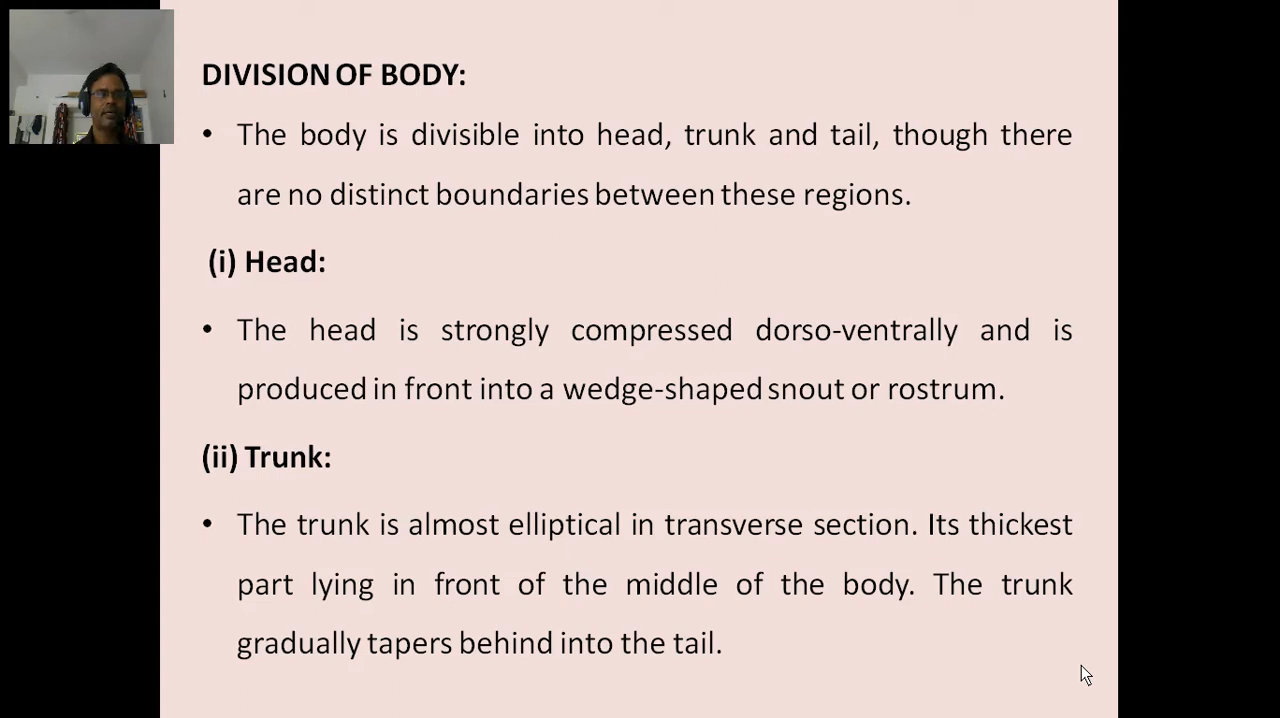 DIVISION OF BODY:
• The body is divisible into head, trunk and tail, though there
are no distinct boundaries between these regions.
(i) Head:
• The head is strongly compressed dorso-ventrally and is
produced in front into a wedge-shaped snout or rostrum.
(ii) Trunk:
• The trunk is almost elliptical in transverse section. Its thickest
part lying in front of the middle of the body. The trunk
gradually tapers behind into the tail.